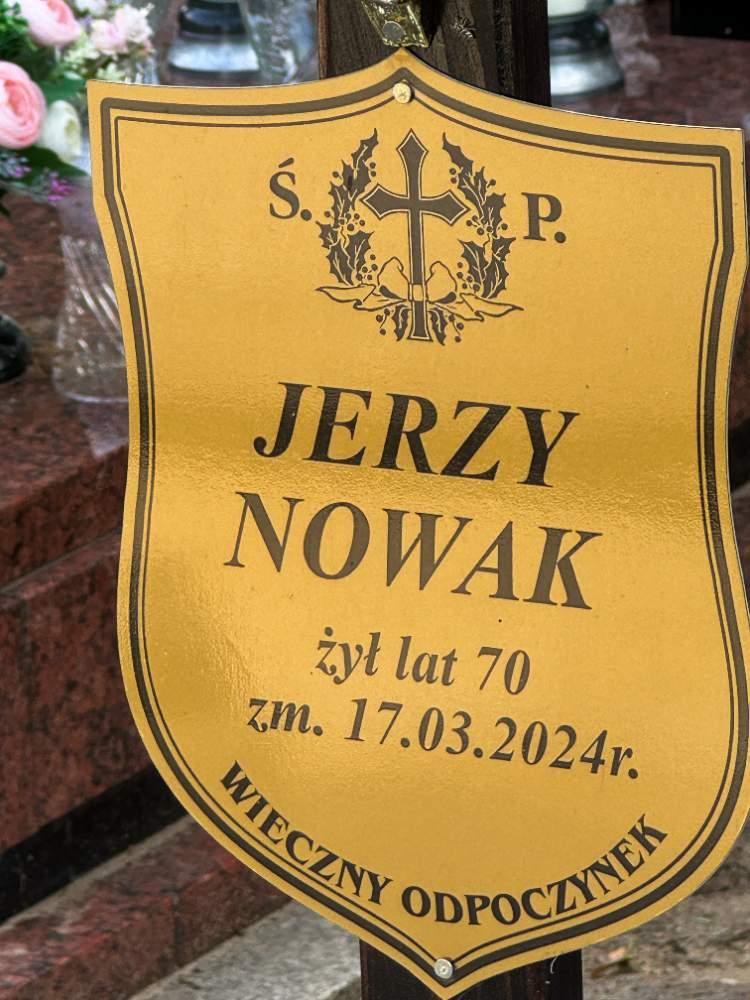 Ś. P.
JERZY
NOWAK
żył lat 70
zm. 17.03.2024r.
WIECZNY ODPOCZYNEK